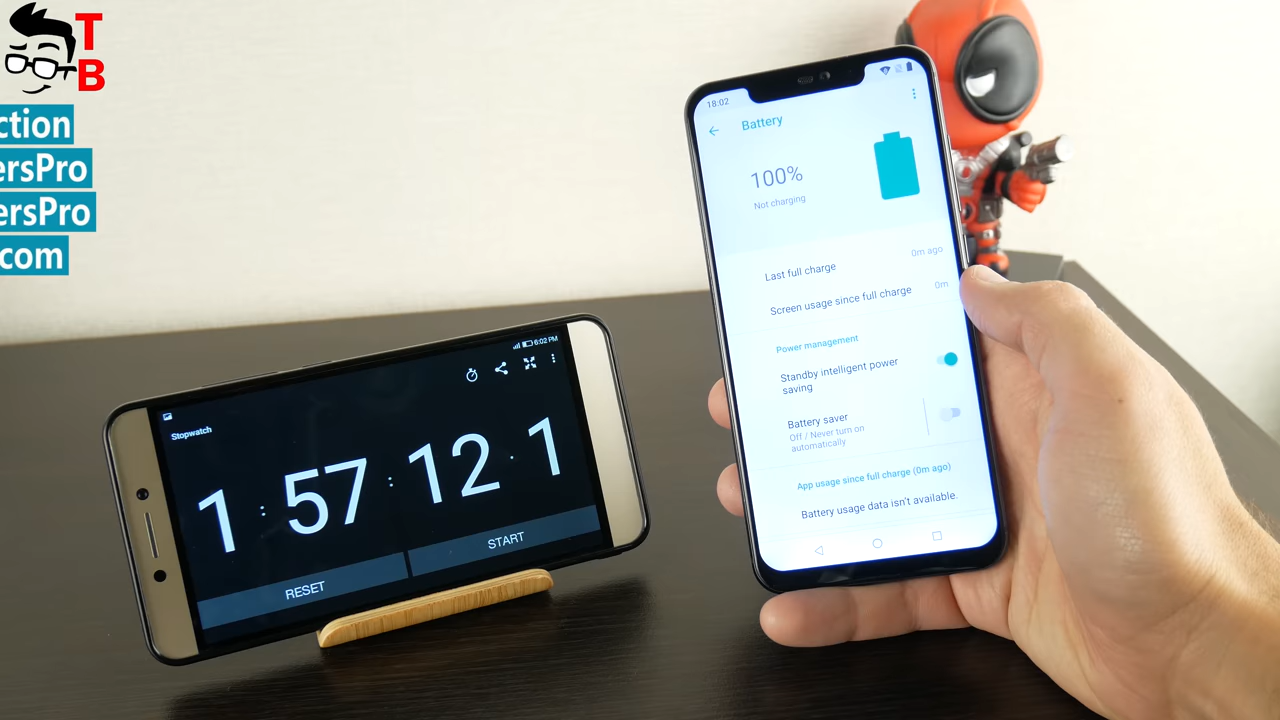 T
B
ction
ersPro
ersPro
com
6:02 PM
Stopwatch
1 : 57 : 12 . 1
RESET
START
18:02
Battery
100%
Not charging
Last full charge
0m ago
Screen usage since full charge
0m
Power management
Standby intelligent power
saving
Battery saver
Off / Never turn on
automatically
App usage since full charge (0m ago)
Battery usage data isn't available.